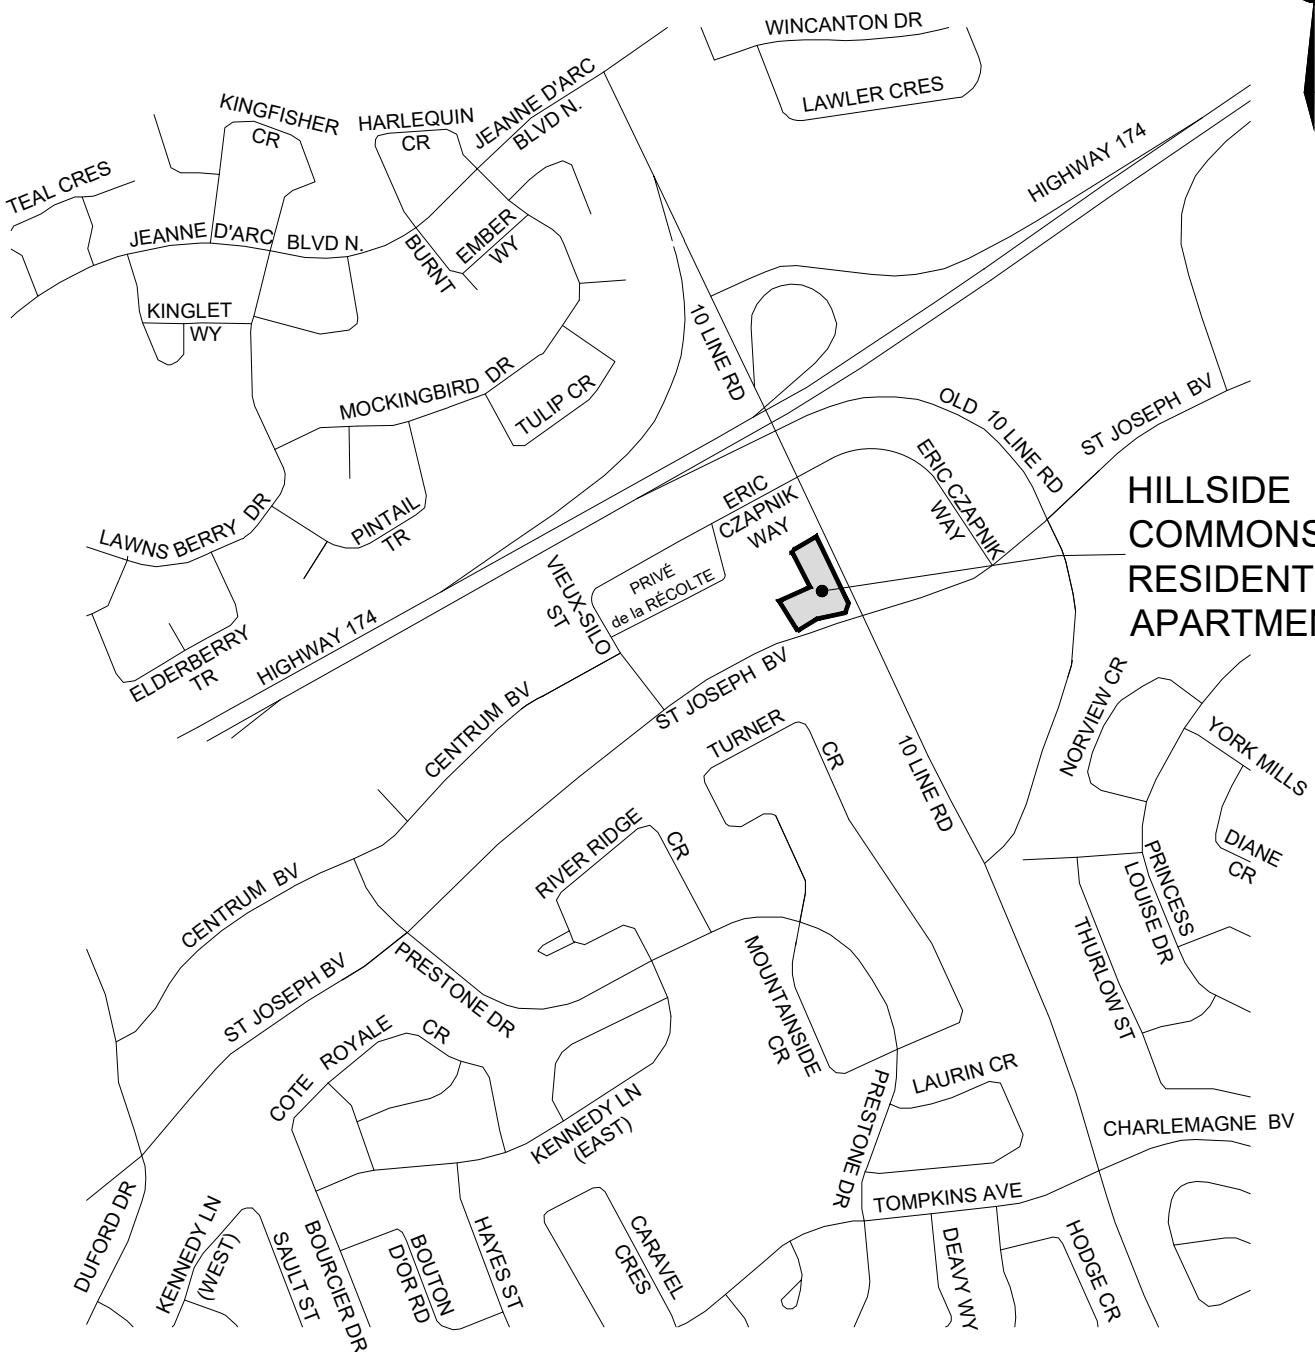 WINCANTON DR
LAWLER CRES
KINGFISHER
CR
HARLEQUIN
CR
JEANNE D'ARC
BLVD N.
HIGHWAY 174
TEAL CRES
JEANNE D'ARC BLVD N.
BURNT
EMBER
WY
KINGLET
WY
10 LINE RD
MOCKINGBIRD DR
TULIP CR
OLD 10 LINE RD
ST JOSEPH BV
ERIC CZAPNIK
WAY
ERIC
CZAPNIK
WAY
HILLSIDE
COMMONS
RESIDENT
APARTME
LAWNS BERRY DR
PINTAIL
TR
VIEUX-SILO
ST
PRIVÉ
de la RÉCOLTE
ELDERBERRY
TR
HIGHWAY 174
ST JOSEPH BV
CENTRUM BV
TURNER CR
10 LINE RD
NORVIEW CR
YORK MILLS
DIANE
CR
RIVER RIDGE CR
PRINCESS
LOUISE DR
CENTRUM BV
THURLOW ST
ST JOSEPH BV
PRESTONE DR
MOUNTAINSIDE
CR
COTE ROYALE CR
LAURIN CR
KENNEDY LN
(EAST)
PRESTONE DR
CHARLEMAGNE BV
TOMPKINS AVE
DUFORD DR
KENNEDY LN
(WEST)
SAULT ST
BOURCIER DR
BOUTON
D'OR RD
HAYES ST
CARAVEL
CRES
DEAVY WY
HODGE CR